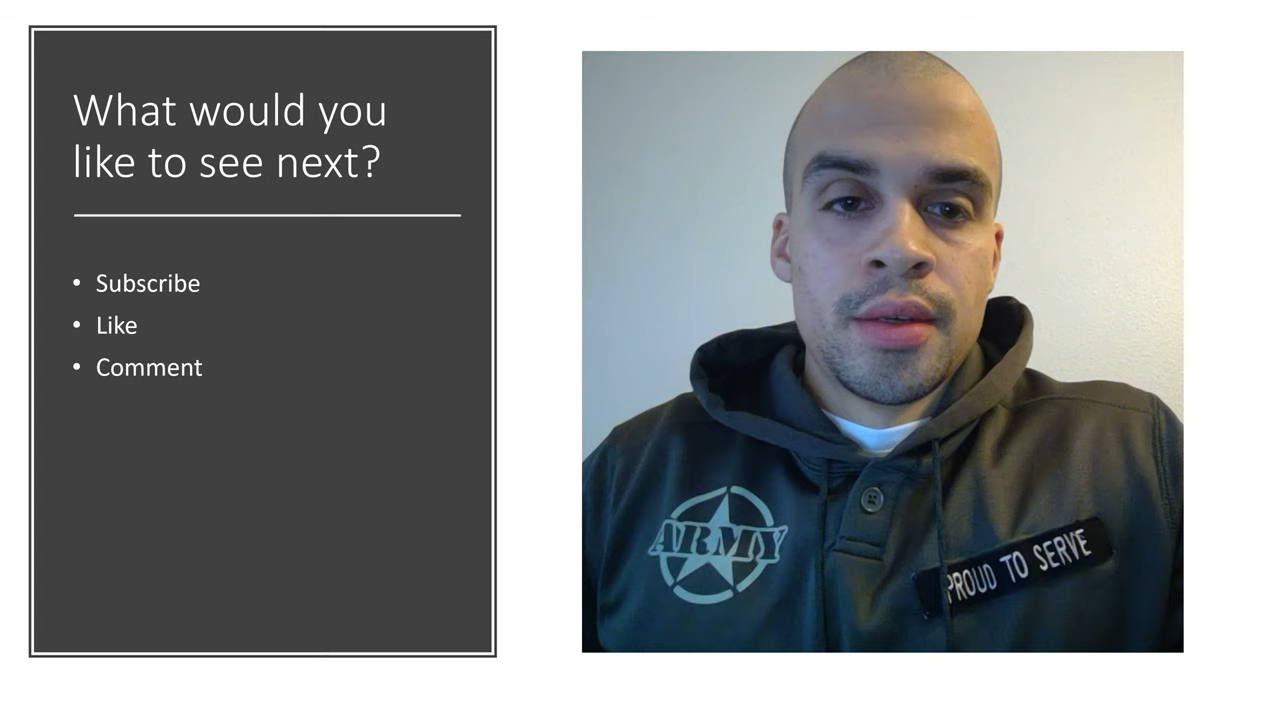 What would you
like to see next?
• Subscribe
• Like
• Comment
ARMY
PROUD TO SERVE